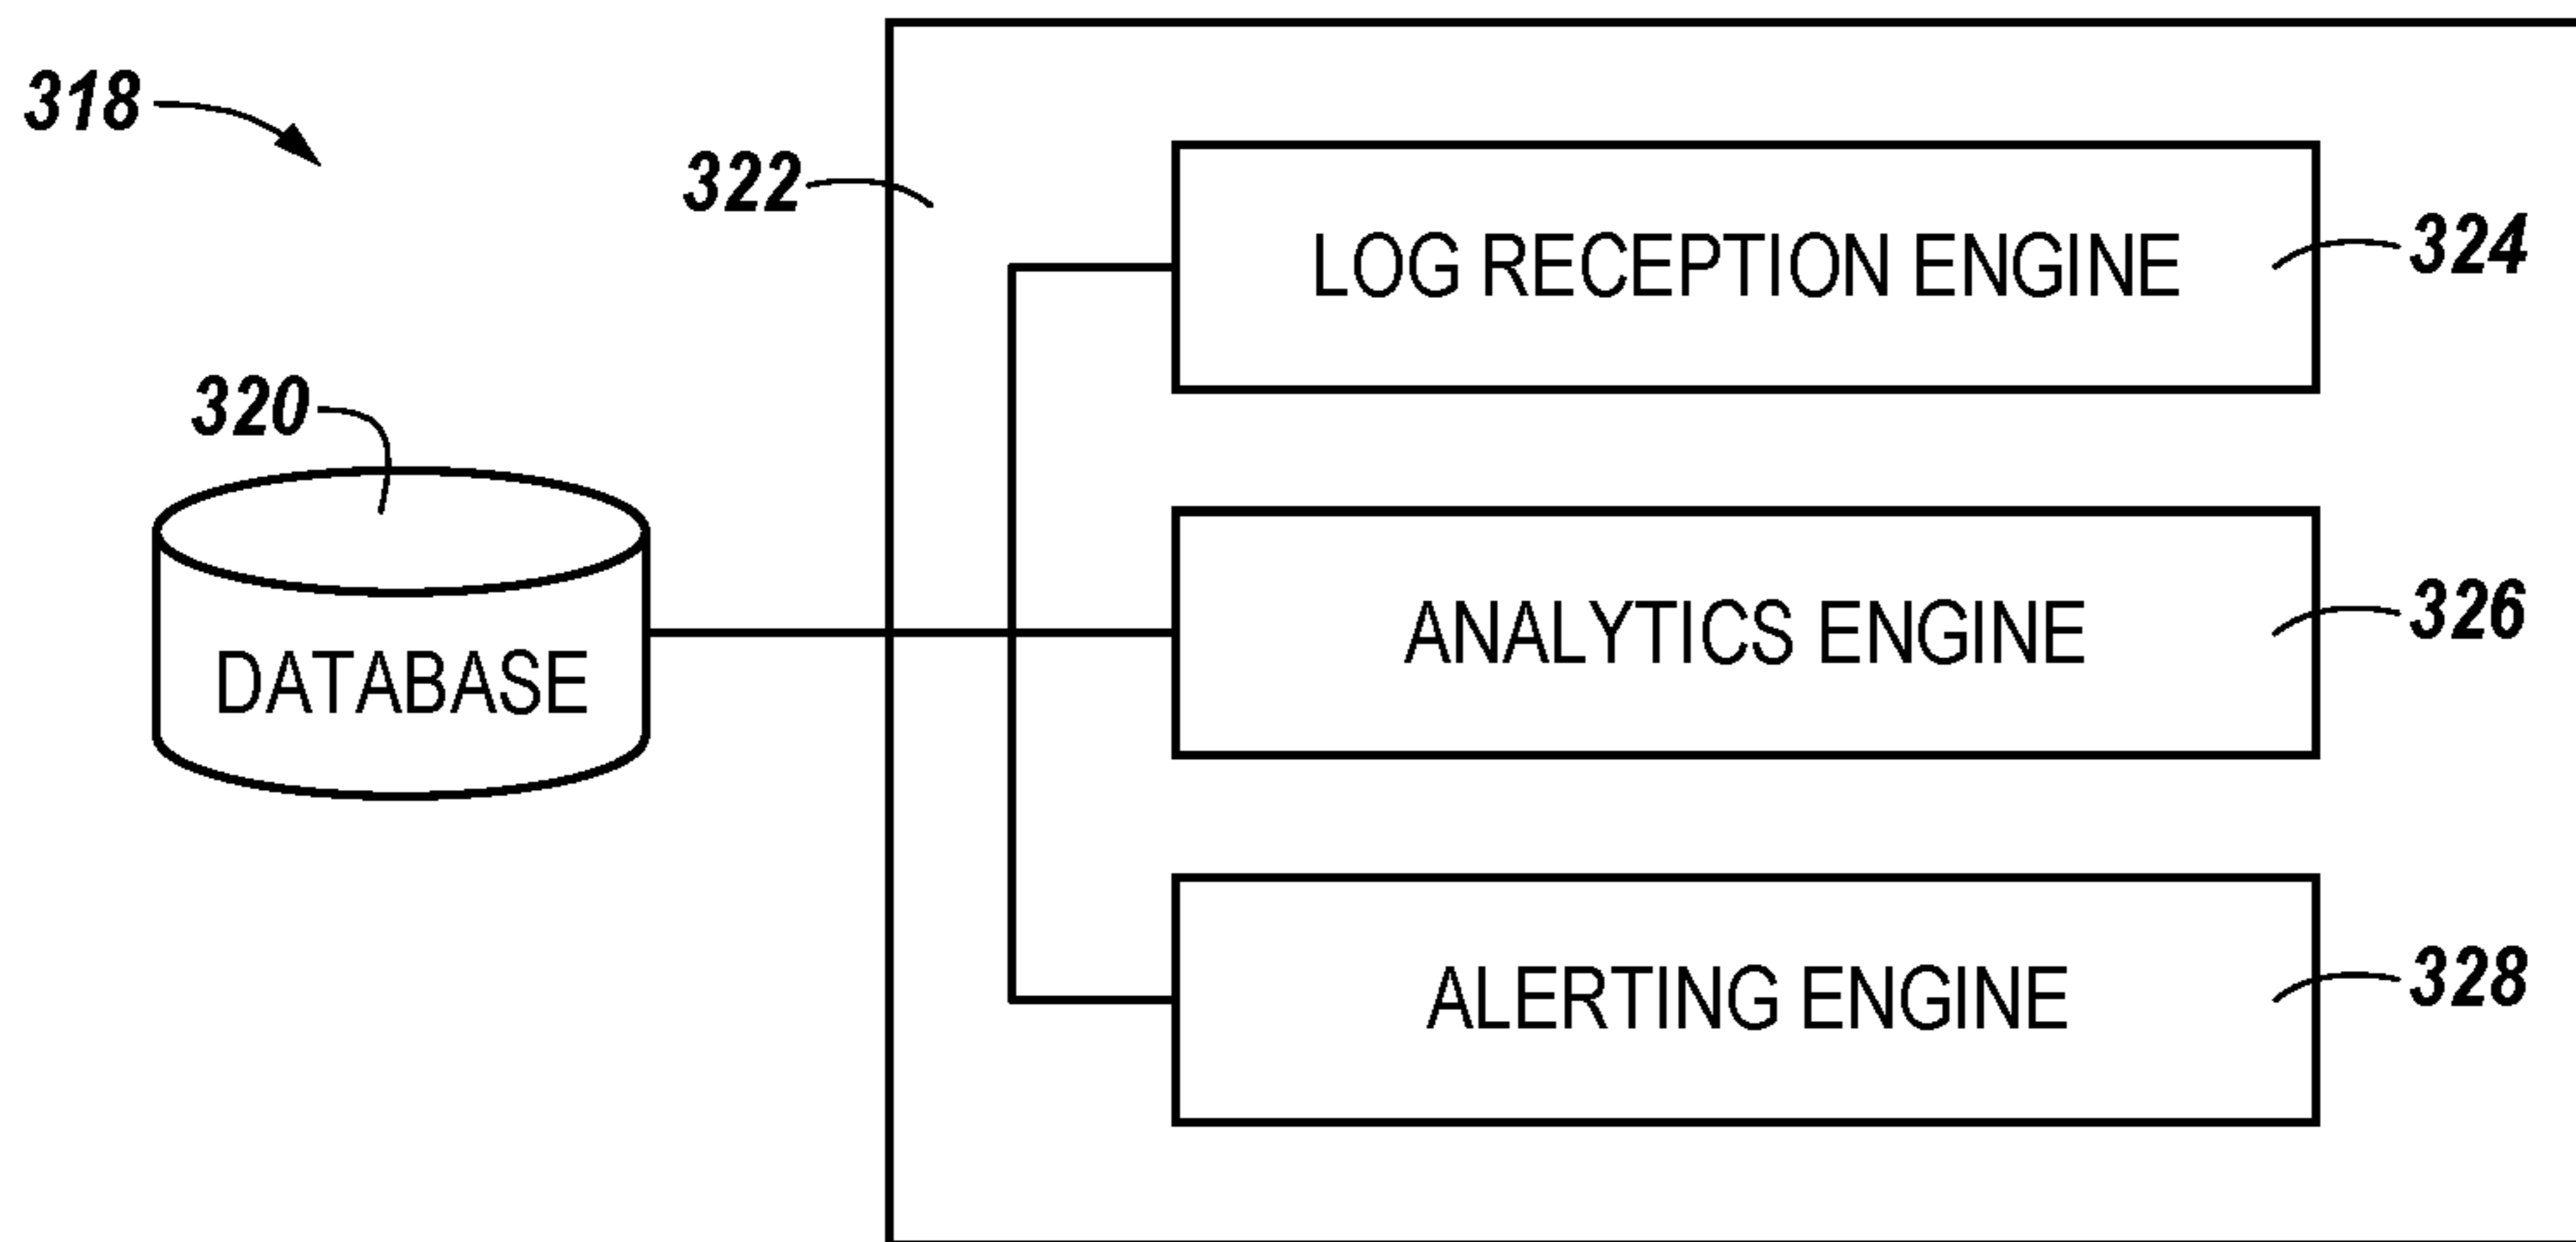 318
322
LOG RECEPTION ENGINE
324
320
DATABASE
ANALYTICS ENGINE
326
ALERTING ENGINE
328